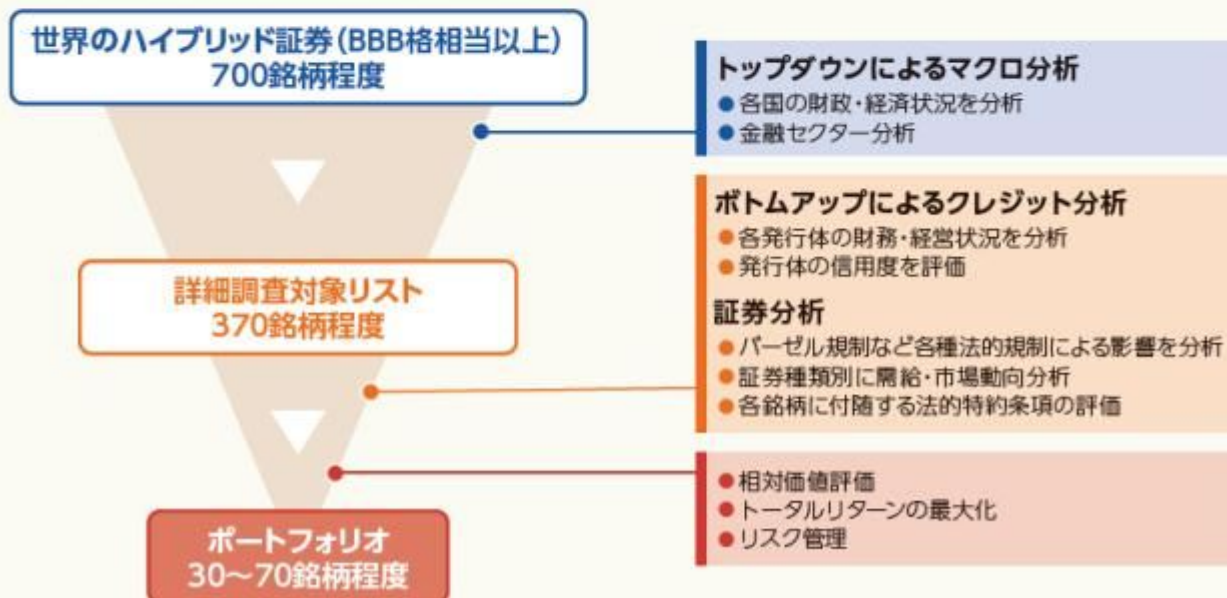 世界のハイブリッド証券(BBB格相当以上)
700銘柄程度
トップダウンによるマクロ分析
●各国の財政・経済状況を分析
●金融セクター分析
ボトムアップによるクレジット分析
●各発行体の財務・経営状況を分析
●発行体の信用度を評価
詳細調査対象リスト
370銘柄程度
証券分析
●バーゼル規制など各種法的規制による影響を分析
●証券種類別に需給・市場動向分析
●各銘柄に付随する法的特約条項の評価
●相対価値評価
●トータルリターンの最大化
●リスク管理
ポートフォリオ
30〜70銘柄程度